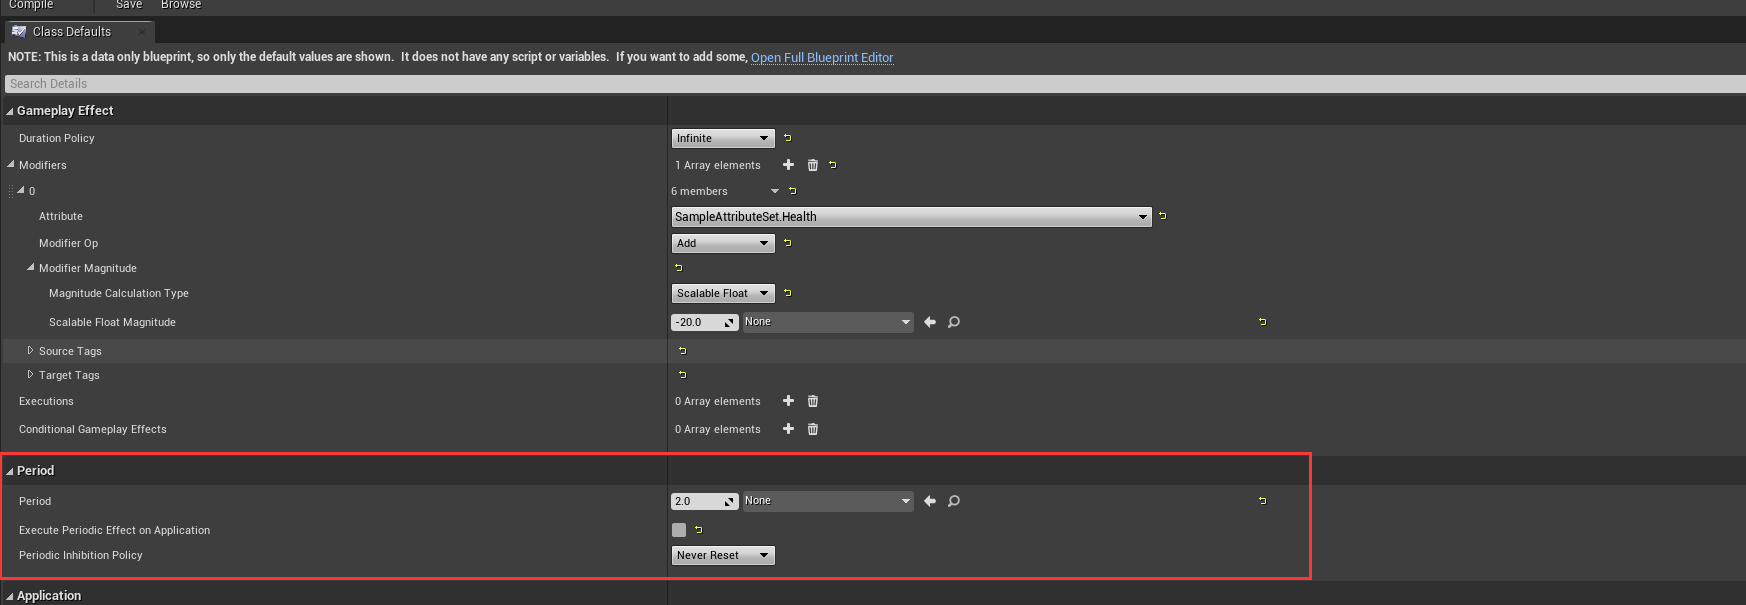 Compile Save Browse
Class Defaults
NOTE: This is a data only blueprint, so only the default values are shown. It does not have any script or variables. If you want to add some, Open Full Blueprint Editor
Search Details
Gameplay Effect
Duration Policy Infinite
Modifiers 1 Array elements
0 6 members
Attribute SampleAttributeSet.Health
Modifier Op Add
Modifier Magnitude
Magnitude Calculation Type Scalable Float
Scalable Float Magnitude -20.0 None
Source Tags
Target Tags
Executions 0 Array elements
Conditional Gameplay Effects 0 Array elements
Period
Period 2.0 None
Execute Periodic Effect on Application
Periodic Inhibition Policy Never Reset
Application